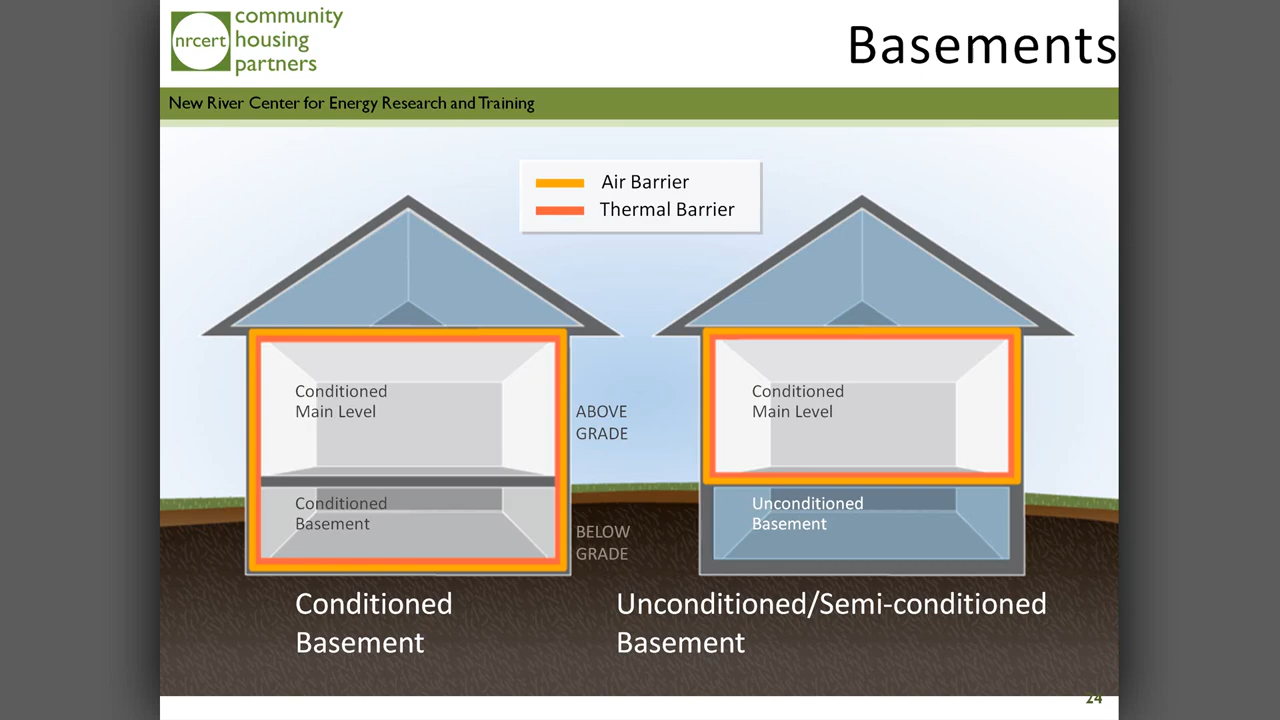 community
nrcert housing
partners
Basements
New River Center for Energy Research and Training
Air Barrier
Thermal Barrier
Conditioned
Main Level
ABOVE
GRADE
Conditioned
Main Level
Conditioned
Basement
BELOW
GRADE
Unconditioned
Basement
Conditioned
Basement
Unconditioned/Semi-conditioned
Basement
24